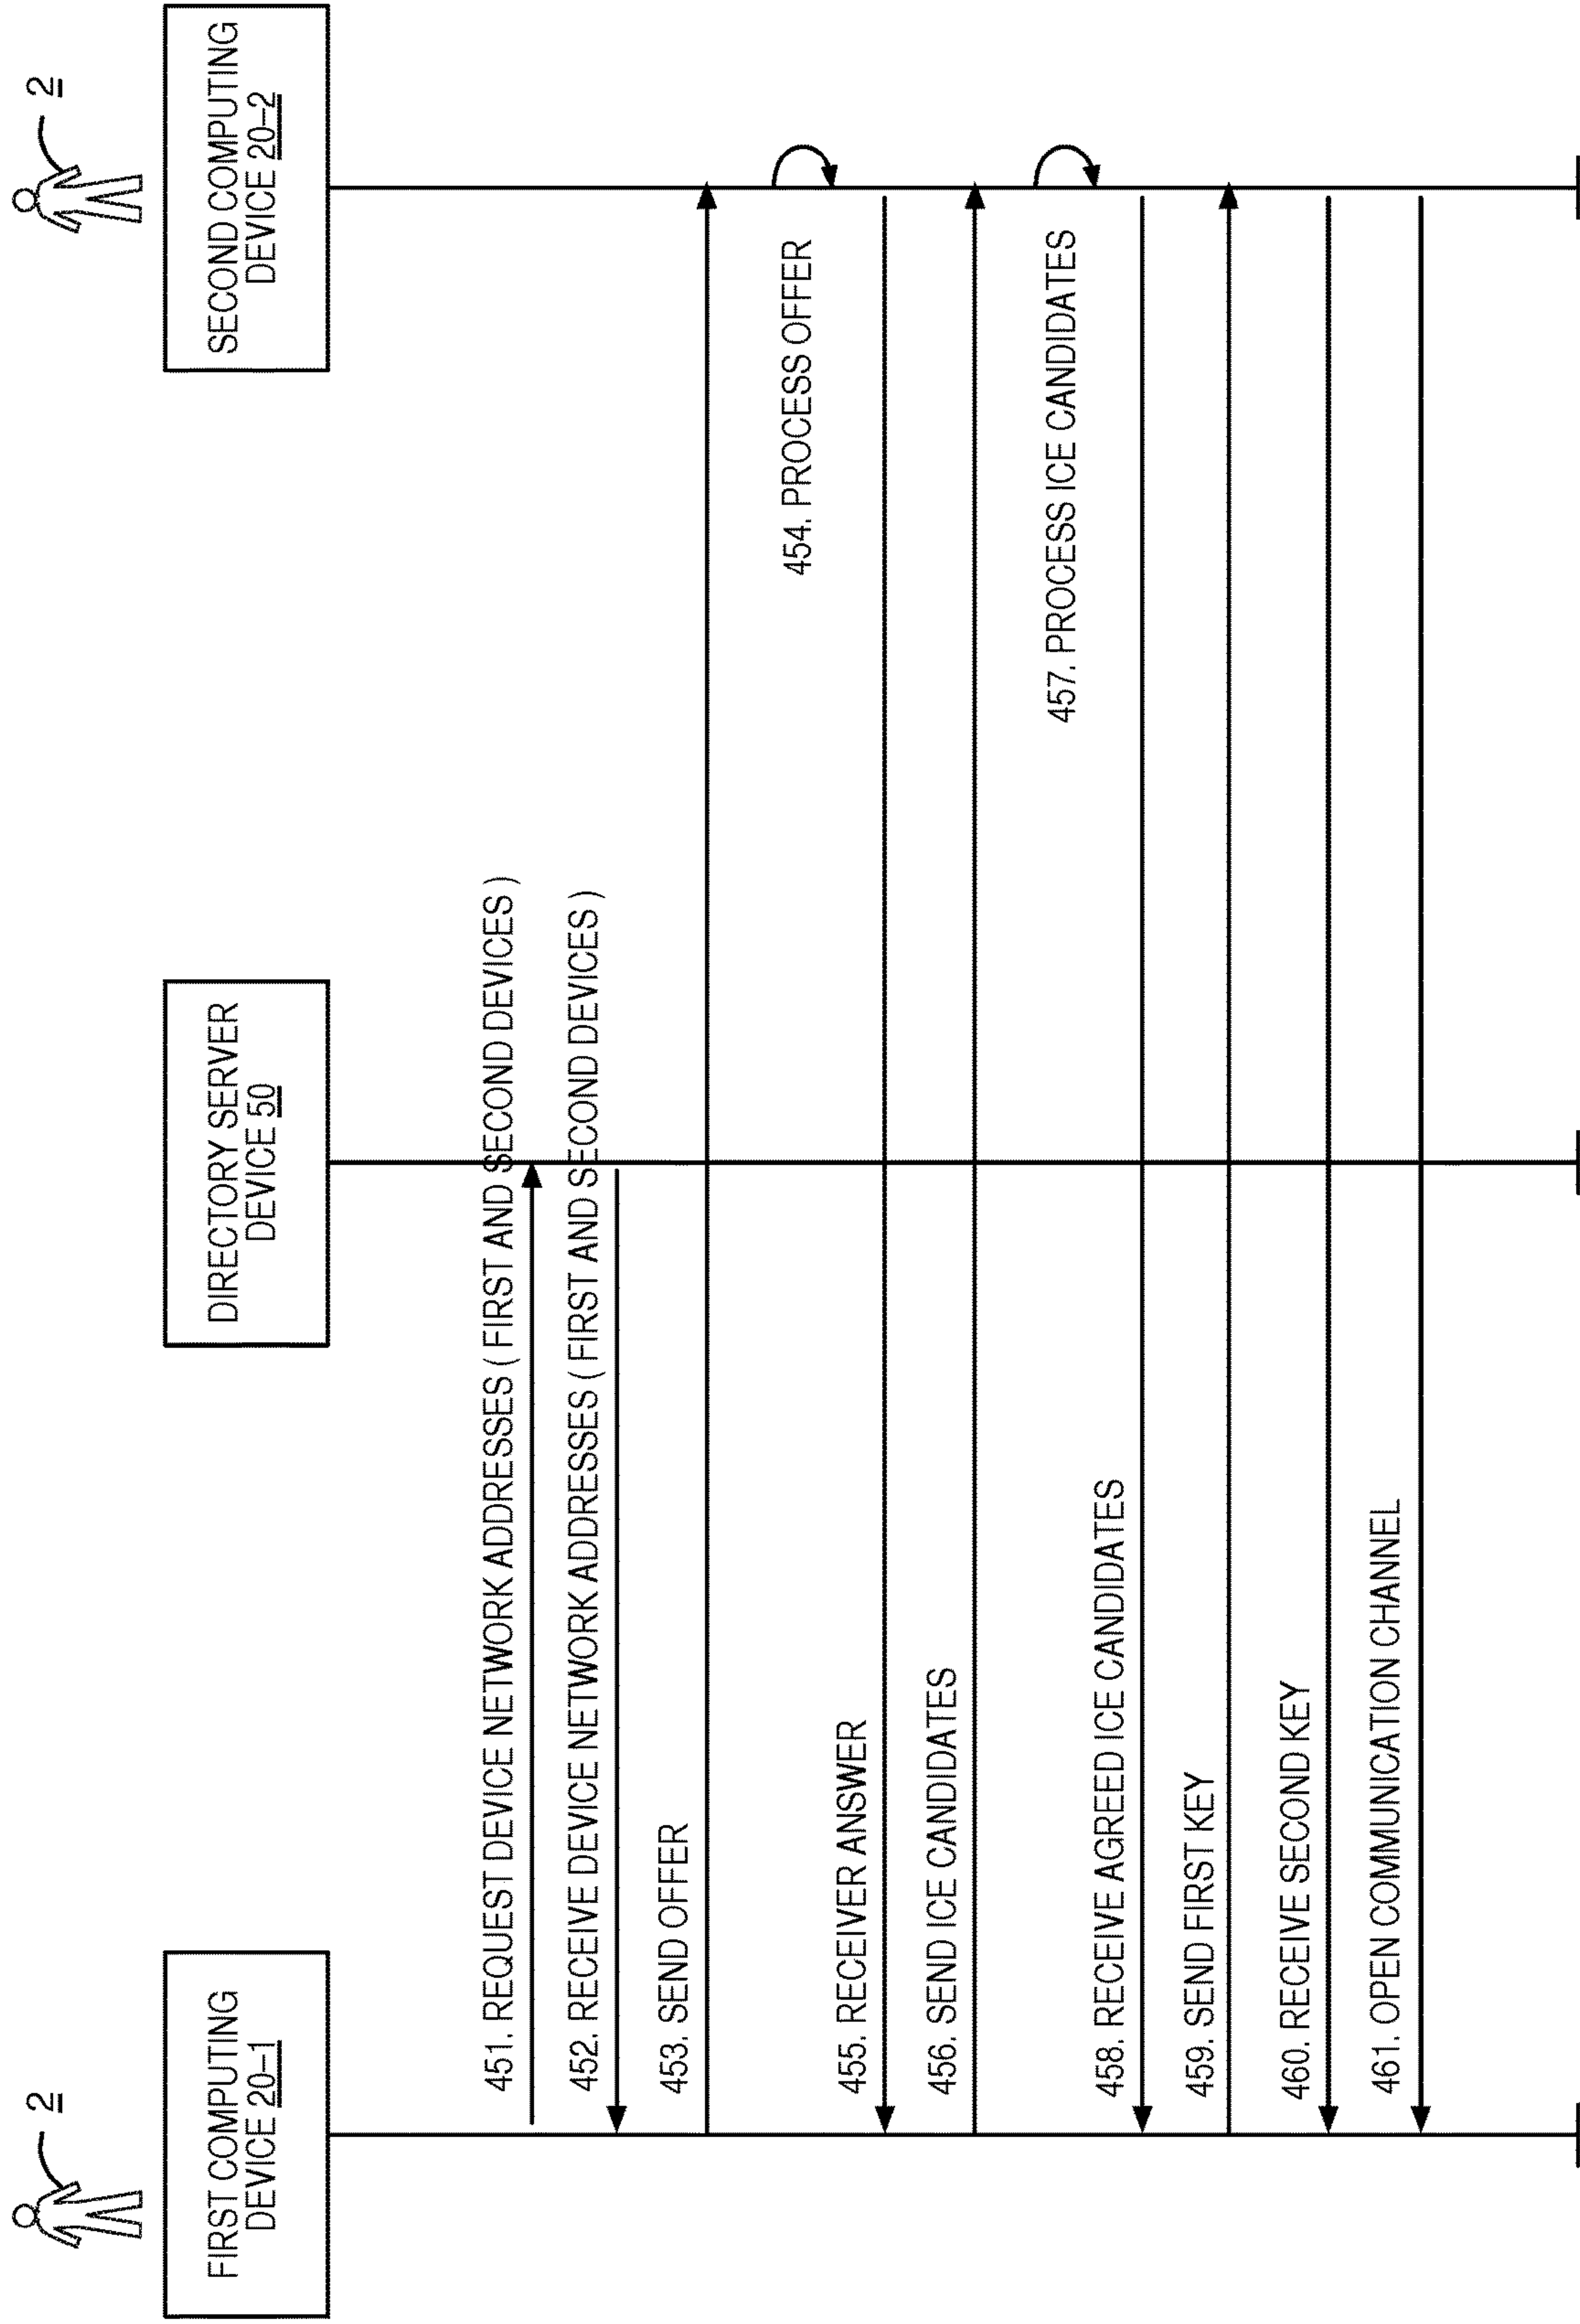 2
2
FIRST COMPUTING
DEVICE 20-1
DIRECTORY SERVER
DEVICE 50
SECOND COMPUTING
DEVICE 20-2
451. REQUEST DEVICE NETWORK ADDRESSES ( FIRST AND SECOND DEVICES )
452. RECEIVE DEVICE NETWORK ADDRESSES ( FIRST AND SECOND DEVICES )
453. SEND OFFER
454. PROCESS OFFER
455. RECEIVER ANSWER
456. SEND ICE CANDIDATES
457. PROCESS ICE CANDIDATES
458. RECEIVE AGREED ICE CANDIDATES
459. SEND FIRST KEY
460. RECEIVE SECOND KEY
461. OPEN COMMUNICATION CHANNEL